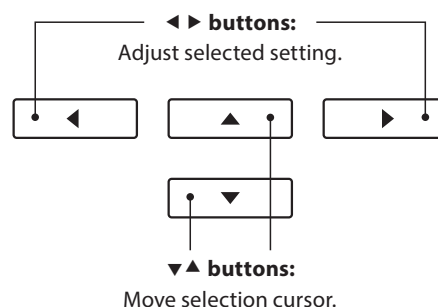 ◀ ▶ buttons:
Adjust selected setting.
▼▲ buttons:
Move selection cursor.